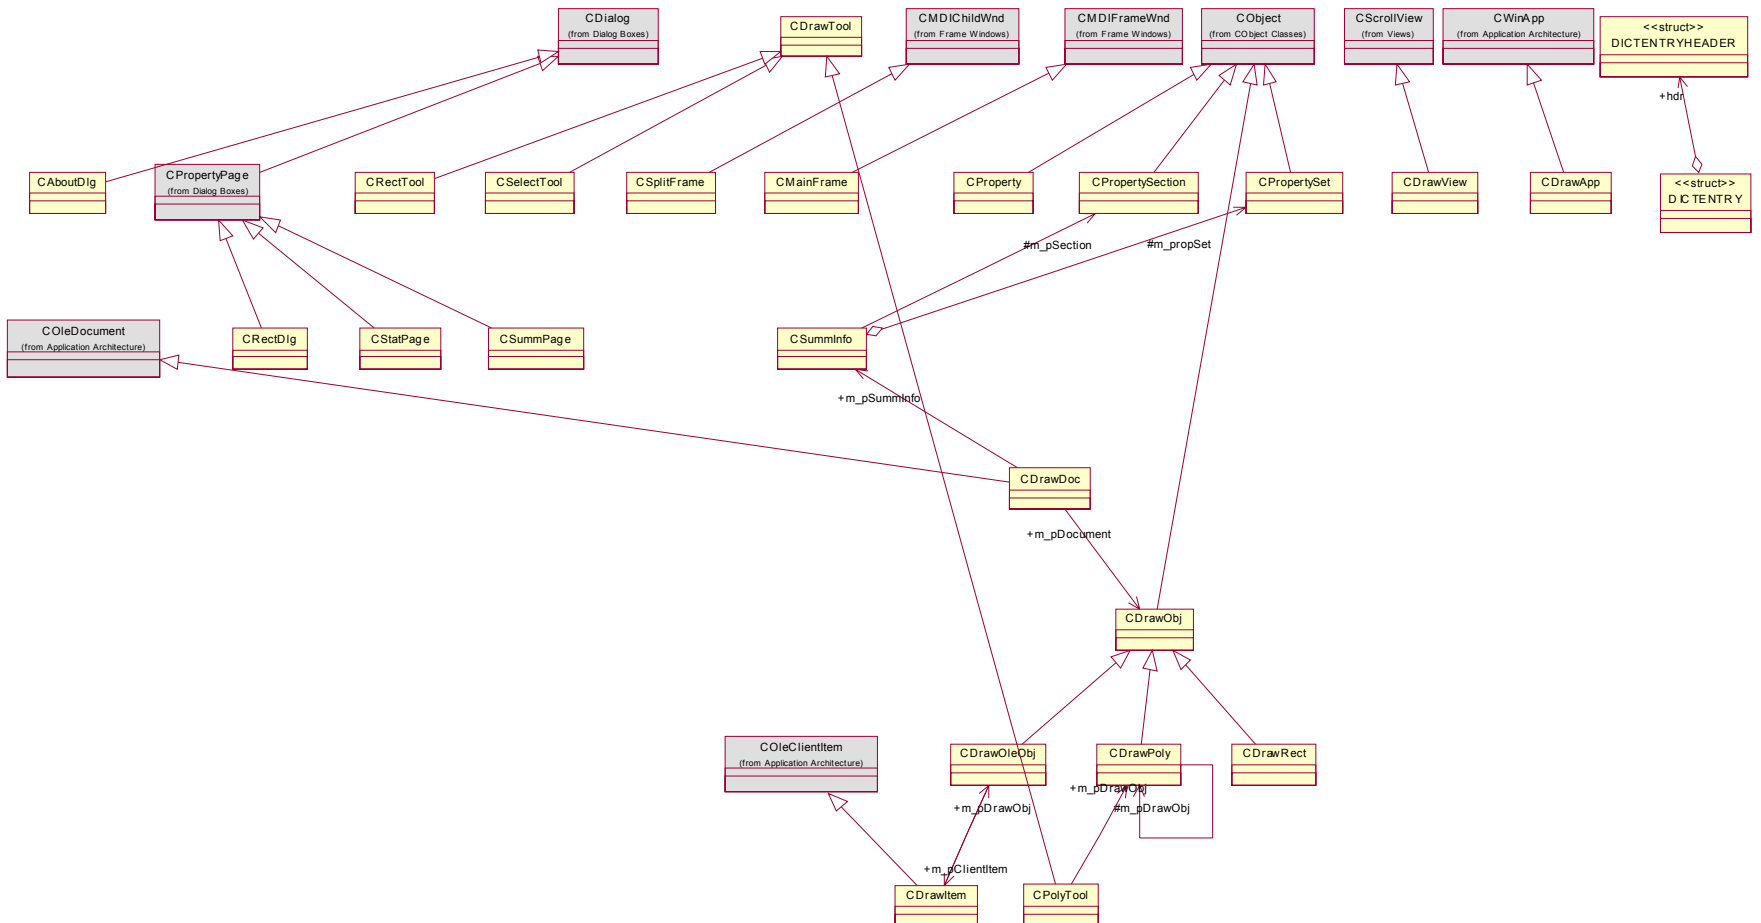 CDialog
(from Dialog Boxes)
CDrawTool
CMDIChildWnd
(from Frame Windows)
CMDIFrameWnd
(from Frame Windows)
CObject
(from CObject Classes)
CScrollView
(from Views)
CWinApp
(from Application Architecture)
<<struct>>
DICTENTRYHEADER
+hdr
CAboutDlg
CPropertyPage
(from Dialog Boxes)
CRectTool
CSelectTool
CSplitFrame
CMainFrame
CProperty
CPropertySection
CPropertySet
CDrawView
CDrawApp
<<struct>>
DICTENTRY
#m_pSection
#m_propSet
COleDocument
(from Application Architecture)
CRectDlg
CStatPage
CSummPage
CSummInfo
+m_pSummInfo
CDrawDoc
+m_pDocument
CDrawObj
COleClientItem
(from Application Architecture)
CDrawOleObj
CDrawPoly
CDrawRect
+m_pDrawObj
+m_pDrawObj
#m_pDrawObj
+m_pClientItem
CDrawItem
CPolyTool